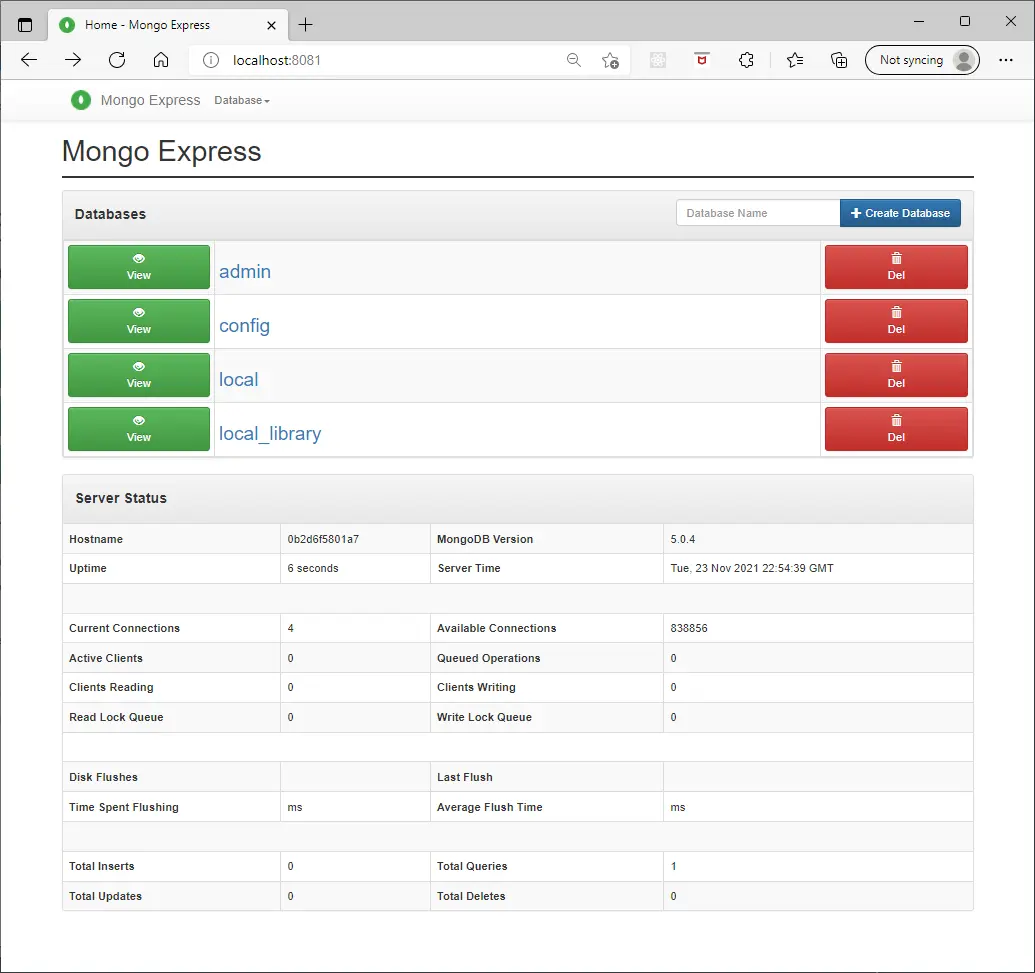 Home - Mongo Express
localhost:8081
Not syncing
Mongo Express Database
Mongo Express
Databases Database Name Create Database
View admin Del
View config Del
View local Del
View local_library Del
Server Status
Hostname 0b2d6f5801a7 MongoDB Version 5.0.4
Uptime 6 seconds Server Time Tue, 23 Nov 2021 22:54:39 GMT
Current Connections 4 Available Connections 838856
Active Clients 0 Queued Operations 0
Clients Reading 0 Clients Writing 0
Read Lock Queue 0 Write Lock Queue 0
Disk Flushes Last Flush
Time Spent Flushing ms Average Flush Time ms
Total Inserts 0 Total Queries 1
Total Updates 0 Total Deletes 0